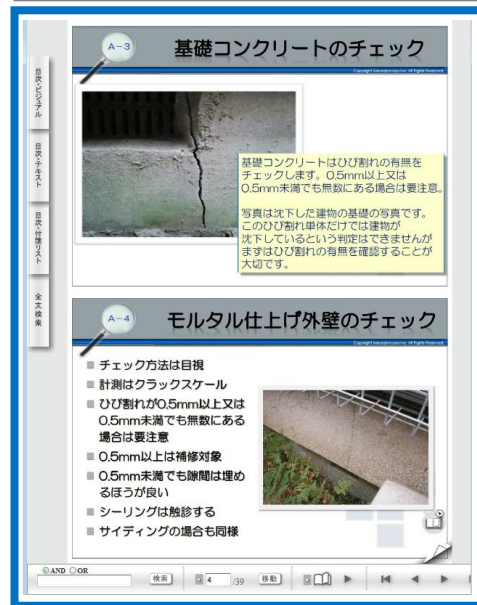 目次・ビジュアル
目次・テキスト
目次・付箋リスト
全文検索
A-3
基礎コンクリートのチェック
基礎コンクリートはひび割れの有無を
チェックします。0.5mm以上又は
0.5mm未満でも無数にある場合は要注意。
写真は沈下した建物の基礎の写真です。
このひび割れ単体だけでは建物が
沈下しているという判定はできませんが
まずはひび割れの有無を確認することが
大切です。
A-4
モルタル仕上げ外壁のチェック
■ チェック方法は目視
■ 計測はクラックスケール
■ ひび割れが0.5mm以上又は
0.5mm未満でも無数にある
場合は要注意
■ 0.5mm以上は補修対象
■ 0.5mm未満でも隙間は埋め
るほうが良い
■ シーリングは触診する
■ サイディングの場合も同様
AND OR
検索 4 /39 移動